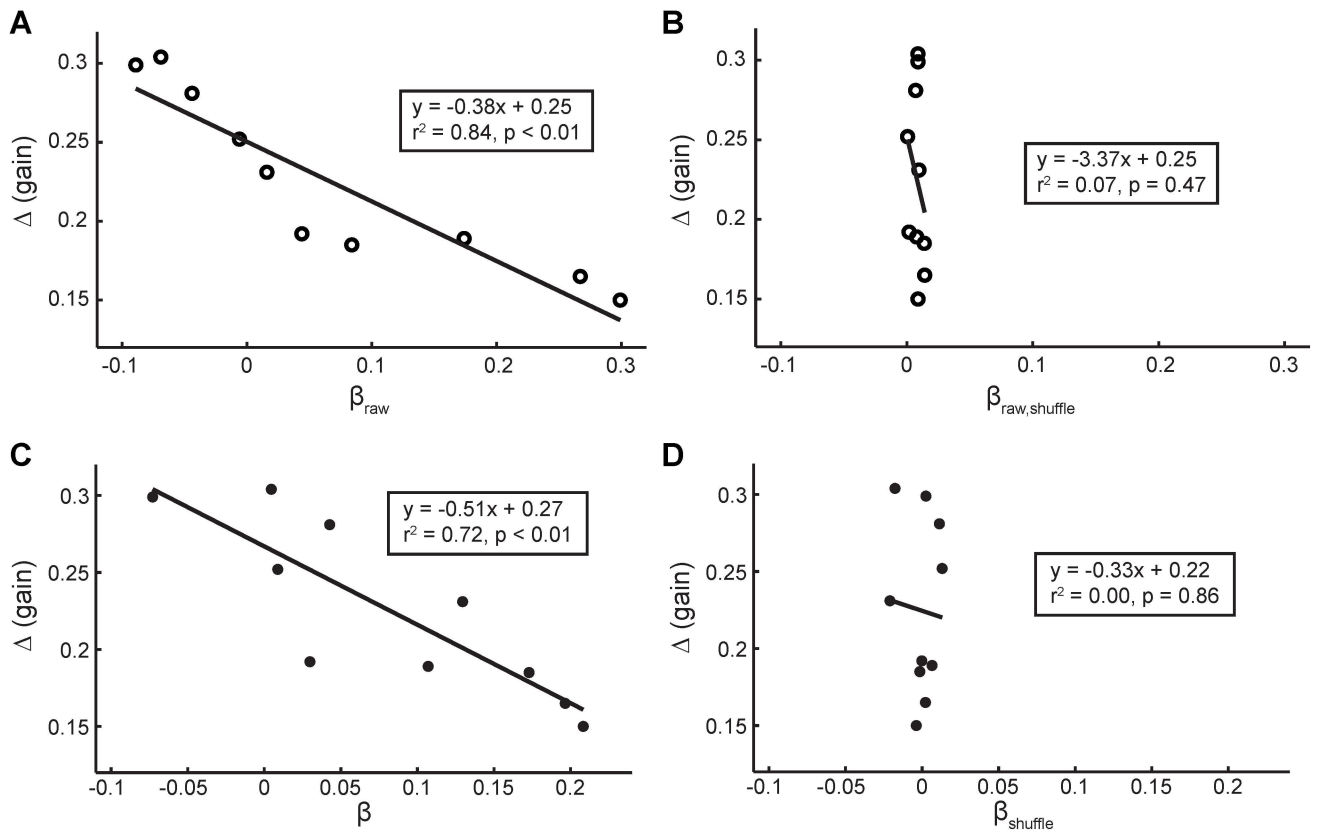 A
0.3
0.25
0.2
0.15
Δ (gain)
y = -0.38x + 0.25
r² = 0.84, p < 0.01
-0.1 0 0.1 0.2 0.3
βraw
B
0.3
0.25
0.2
0.15
Δ (gain)
y = -3.37x + 0.25
r² = 0.07, p = 0.47
-0.1 0 0.1 0.2 0.3
βraw,shuffle
C
0.3
0.25
0.2
0.15
Δ (gain)
y = -0.51x + 0.27
r² = 0.72, p < 0.01
-0.1 -0.05 0 0.05 0.1 0.15 0.2
β
D
0.3
0.25
0.2
0.15
Δ (gain)
y = -0.33x + 0.22
r² = 0.00, p = 0.86
-0.1 -0.05 0 0.05 0.1 0.15 0.2
βshuffle